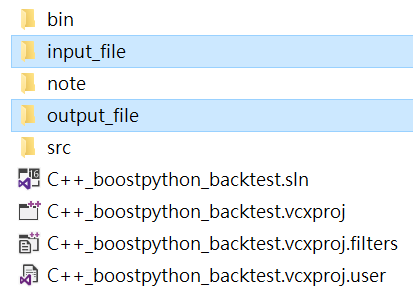 bin
input_file
note
output_file
src
C++_boostpython_backtest.sln
C++_boostpython_backtest.vcxproj
C++_boostpython_backtest.vcxproj.filters
C++_boostpython_backtest.vcxproj.user